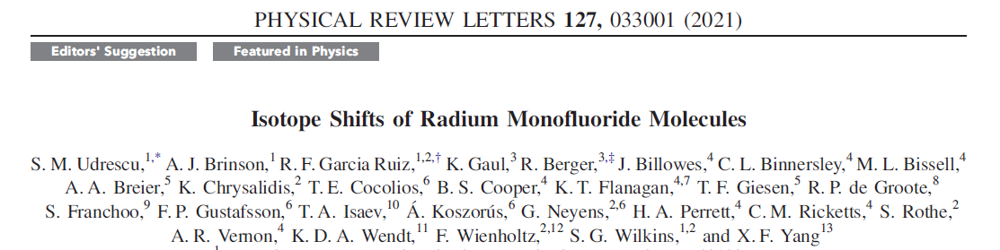 PHYSICAL REVIEW LETTERS 127, 033001 (2021)
Editors' Suggestion Featured in Physics
Isotope Shifts of Radium Monofluoride Molecules
S. M. Udrescu,1,* A. J. Brinson,1 R. F. Garcia Ruiz,1,2,† K. Gaul,3 R. Berger,3,‡ J. Billowes,4 C. L. Binnersley,4 M. L. Bissell,4
A. A. Breier,5 K. Chrysalidis,2 T. E. Cocolios,6 B. S. Cooper,4 K. T. Flanagan,4,7 T. F. Giesen,5 R. P. de Groote,8
S. Franchoo,9 F. P. Gustafsson,6 T. A. Isaev,10 Á. Koszorús,6 G. Neyens,2,6 H. A. Perrett,4 C. M. Ricketts,4 S. Rothe,2
A. R. Vernon,4 K. D. A. Wendt,11 F. Wienholtz,2,12 S. G. Wilkins,1,2 and X. F. Yang13